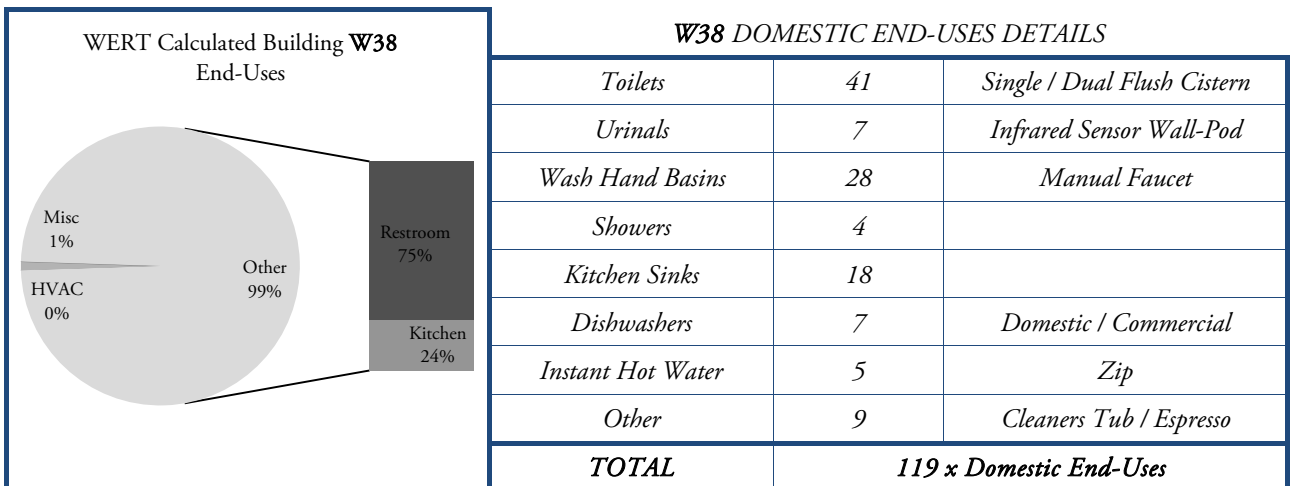 WERT Calculated Building W38
End-Uses
Misc
1%
HVAC
0%
Other
99%
Restroom
75%
Kitchen
24%
W38 DOMESTIC END-USES DETAILS
Toilets 41 Single / Dual Flush Cistern
Urinals 7 Infrared Sensor Wall-Pod
Wash Hand Basins 28 Manual Faucet
Showers 4
Kitchen Sinks 18
Dishwashers 7 Domestic / Commercial
Instant Hot Water 5 Zip
Other 9 Cleaners Tub / Espresso
TOTAL 119 x Domestic End-Uses